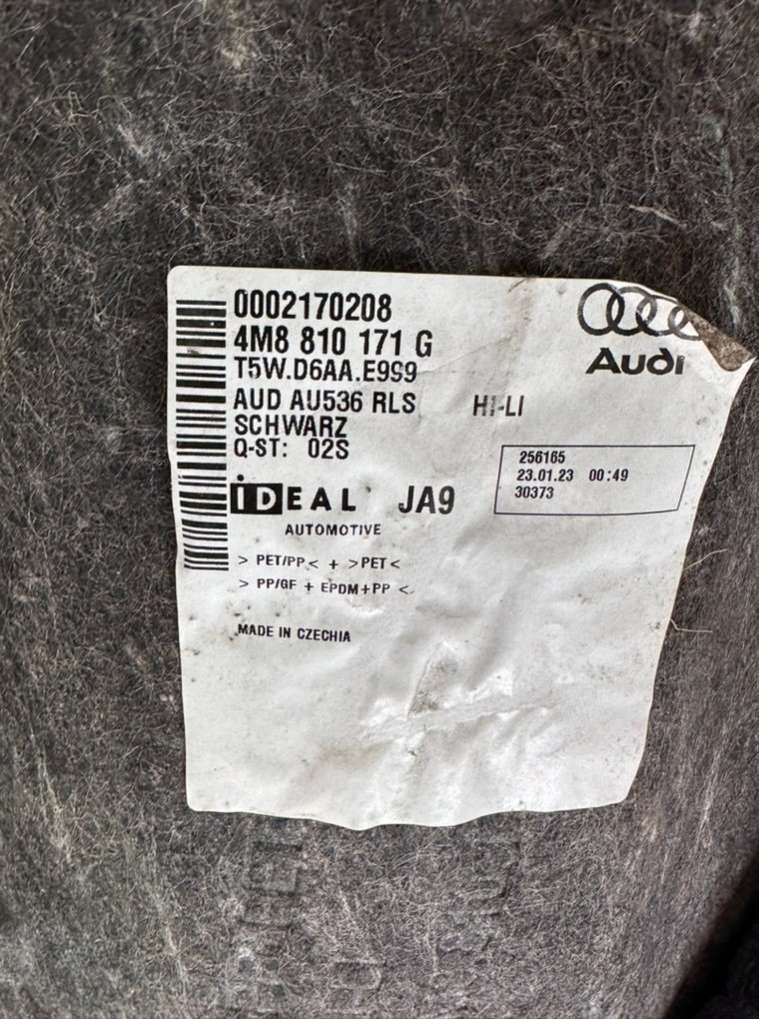 0002170208
4M8 810 171 G
Audi
T5W.D6AA.E999
AUD AU536 RLS HI-LI
SCHWARZ
Q-ST: 02S
256165
23.01.23 00:49
30373
IDEAL JA9
AUTOMOTIVE
> PET/PP < + >PET<
> PP/GF + EPDM+PP <
MADE IN CZECHIA